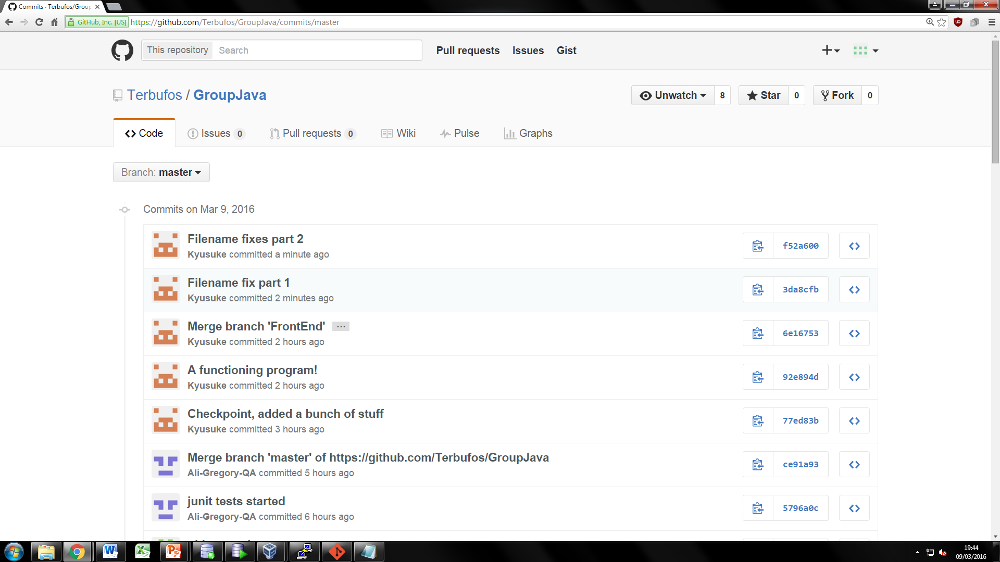 Commits · Terbufos/Group
GitHub, Inc. [US] https://github.com/Terbufos/GroupJava/commits/master
This repository Search Pull requests Issues Gist
Terbufos / GroupJava Unwatch 8 Star 0 Fork 0
Code Issues 0 Pull requests 0 Wiki Pulse Graphs
Branch: master
Commits on Mar 9, 2016
Filename fixes part 2
Kyusuke committed a minute ago
f52a600
Filename fix part 1
Kyusuke committed 2 minutes ago
3da8cfb
Merge branch 'FrontEnd' ...
Kyusuke committed 2 hours ago
6e16753
A functioning program!
Kyusuke committed 2 hours ago
92e894d
Checkpoint, added a bunch of stuff
Kyusuke committed 3 hours ago
77ed83b
Merge branch 'master' of https://github.com/Terbufos/GroupJava
Ali-Gregory-QA committed 5 hours ago
ce91a93
junit tests started
Ali-Gregory-QA committed 6 hours ago
5796a0c
19:44
09/03/2016